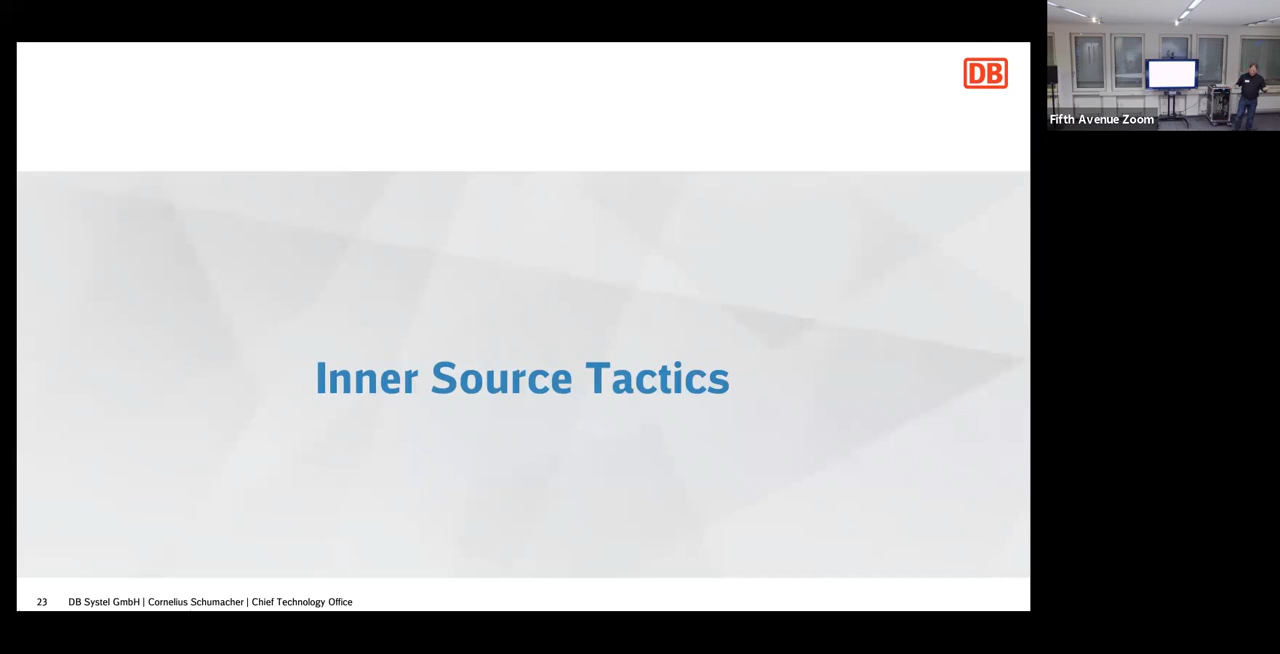 DB
Fifth Avenue Zoom
Inner Source Tactics
23 DB Systel GmbH | Cornelius Schumacher | Chief Technology Office